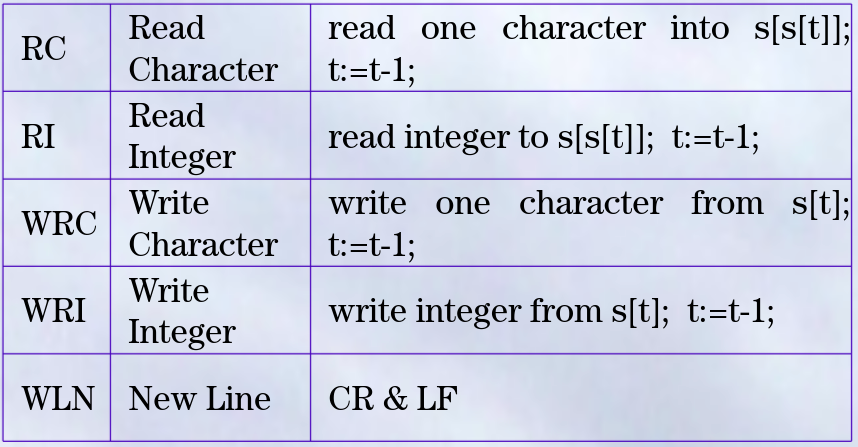 RC Read Character read one character into s[s[t]]; t:=t-1;
RI Read Integer read integer to s[s[t]]; t:=t-1;
WRC Write Character write one character from s[t]; t:=t-1;
WRI Write Integer write integer from s[t]; t:=t-1;
WLN New Line CR & LF